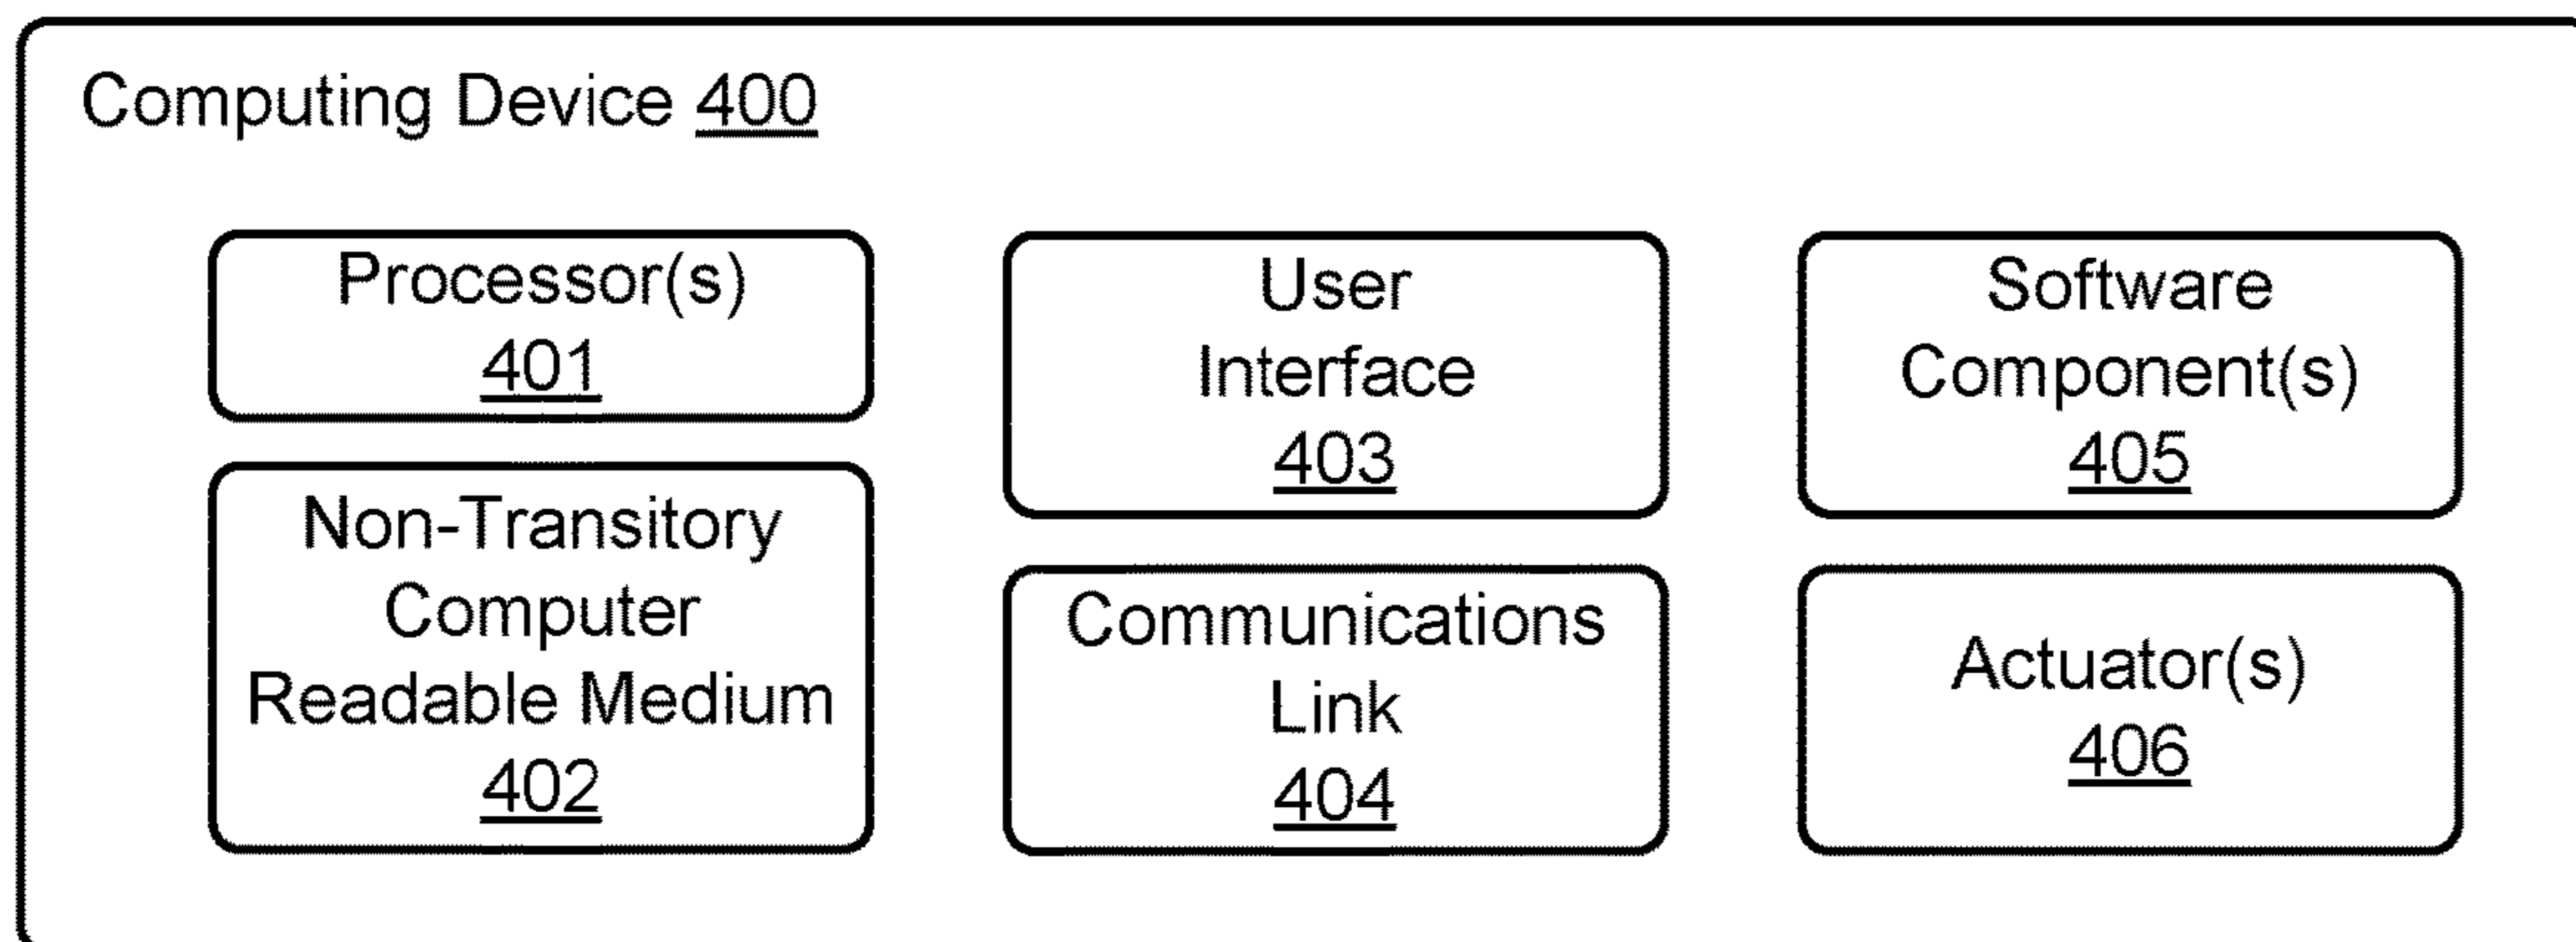 Computing Device 400
Processor(s)
401
Non-Transitory
Computer
Readable Medium
402
User
Interface
403
Communications
Link
404
Software
Component(s)
405
Actuator(s)
406